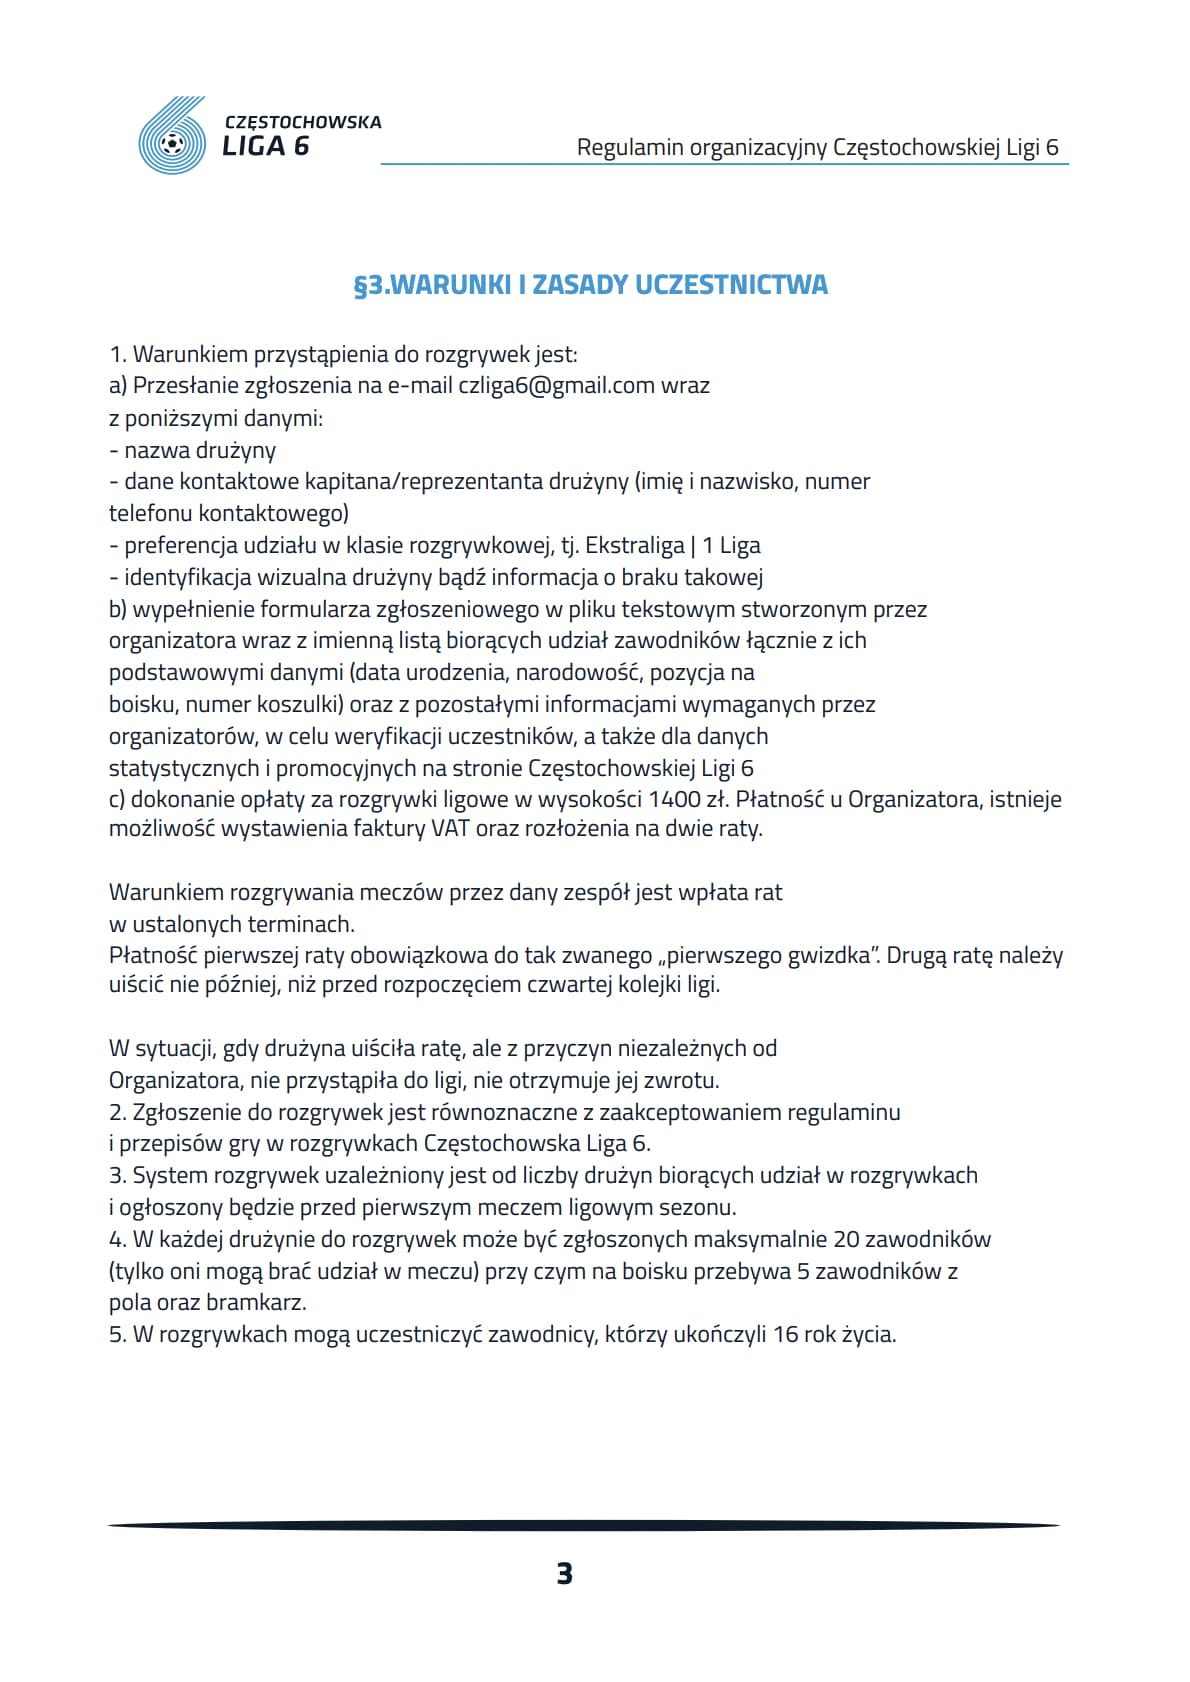 CZĘSTOCHOWSKA
LIGA 6
Regulamin organizacyjny Częstochowskiej Ligi 6
§3.WARUNKI I ZASADY UCZESTNICTWA
1. Warunkiem przystąpienia do rozgrywek jest:
a) Przesłanie zgłoszenia na e-mail czliga6@gmail.com wraz
z poniższymi danymi:
- nazwa drużyny
- dane kontaktowe kapitana/reprezentanta drużyny (imię i nazwisko, numer
telefonu kontaktowego)
- preferencja udziału w klasie rozgrywkowej, tj. Ekstraliga | 1 Liga
- identyfikacja wizualna drużyny bądź informacja o braku takowej
b) wypełnienie formularza zgłoszeniowego w pliku tekstowym stworzonym przez
organizatora wraz z imienną listą biorących udział zawodników łącznie z ich
podstawowymi danymi (data urodzenia, narodowość, pozycja na
boisku, numer koszulki) oraz z pozostałymi informacjami wymaganych przez
organizatorów, w celu weryfikacji uczestników, a także dla danych
statystycznych i promocyjnych na stronie Częstochowskiej Ligi 6
c) dokonanie opłaty za rozgrywki ligowe w wysokości 1400 zł. Płatność u Organizatora, istnieje
możliwość wystawienia faktury VAT oraz rozłożenia na dwie raty.
Warunkiem rozgrywania meczów przez dany zespół jest wpłata rat
w ustalonych terminach.
Płatność pierwszej raty obowiązkowa do tak zwanego „pierwszego gwizdka”. Drugą ratę należy
uiścić nie później, niż przed rozpoczęciem czwartej kolejki ligi.
W sytuacji, gdy drużyna uiściła ratę, ale z przyczyn niezależnych od
Organizatora, nie przystąpiła do ligi, nie otrzymuje jej zwrotu.
2. Zgłoszenie do rozgrywek jest równoznaczne z zaakceptowaniem regulaminu
i przepisów gry w rozgrywkach Częstochowska Liga 6.
3. System rozgrywek uzależniony jest od liczby drużyn biorących udział w rozgrywkach
i ogłoszony będzie przed pierwszym meczem ligowym sezonu.
4. W każdej drużynie do rozgrywek może być zgłoszonych maksymalnie 20 zawodników
(tylko oni mogą brać udział w meczu) przy czym na boisku przebywa 5 zawodników z
pola oraz bramkarz.
5. W rozgrywkach mogą uczestniczyć zawodnicy, którzy ukończyli 16 rok życia.
3